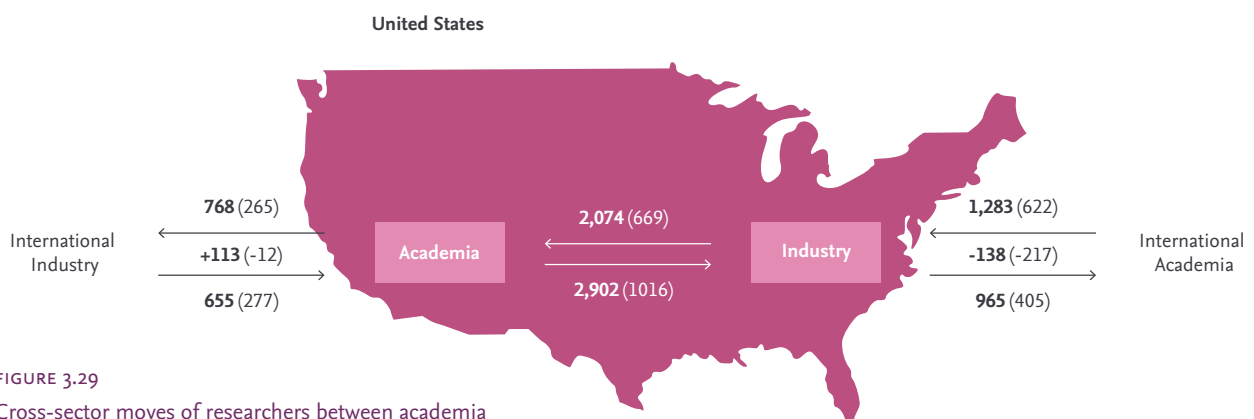 United States
768 (265)
+113 (-12)
655 (277)
International
Industry
Academia
2,074 (669)
2,902 (1016)
Industry
1,283 (622)
-138 (-217)
965 (405)
International
Academia
FIGURE 3.29
Cross-sector moves of researchers between academia